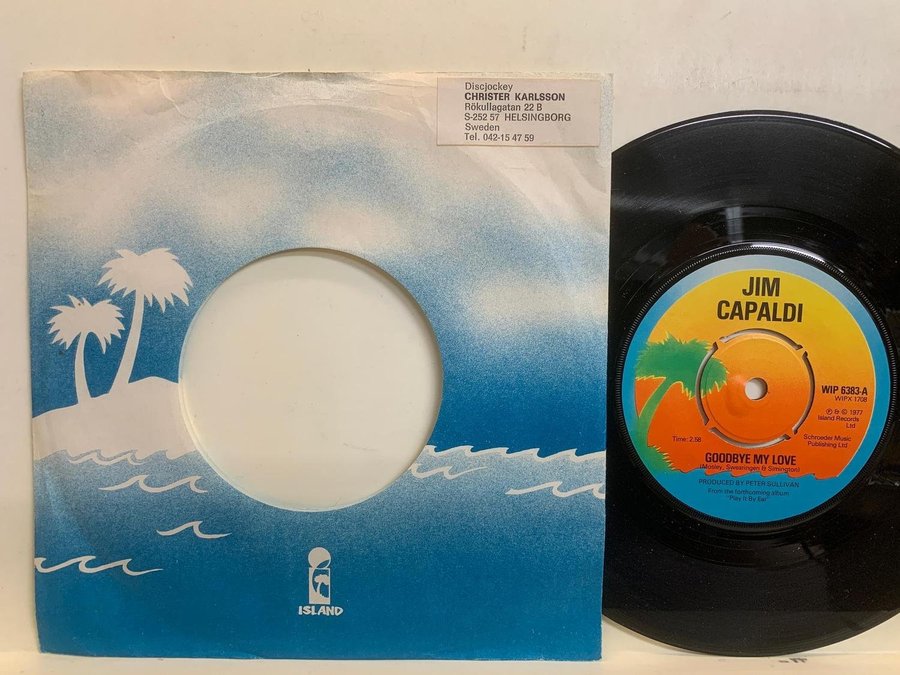 Discjockey
CHRISTER KARLSSON
Rökullagatan 22 B
S-252 57 HELSINGBORG
Sweden
Tel. 042-15 47 59
ISLAND
JIM
CAPALDI
WIP 6383-A
WIPX 1708
℗ & © 1977
Island Records
Ltd
Time: 2.58
Schroeder Music
Publishing Ltd
GOODBYE MY LOVE
(Mosley, Swearingen & Simington)
PRODUCED BY PETER SULLIVAN
From the forthcoming album
"Play It By Ear"